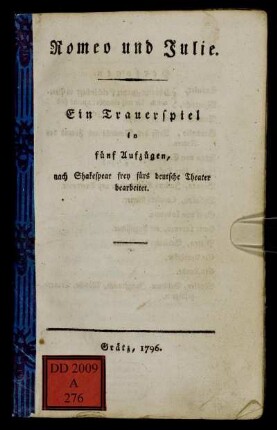 Romeo und Julie.
Ein Trauerspiel
in
fünf Aufzügen,
nach Shakespear frey fürs deutsche Theater
bearbeitet.
Grätz, 1796.
DD 2009
A
276